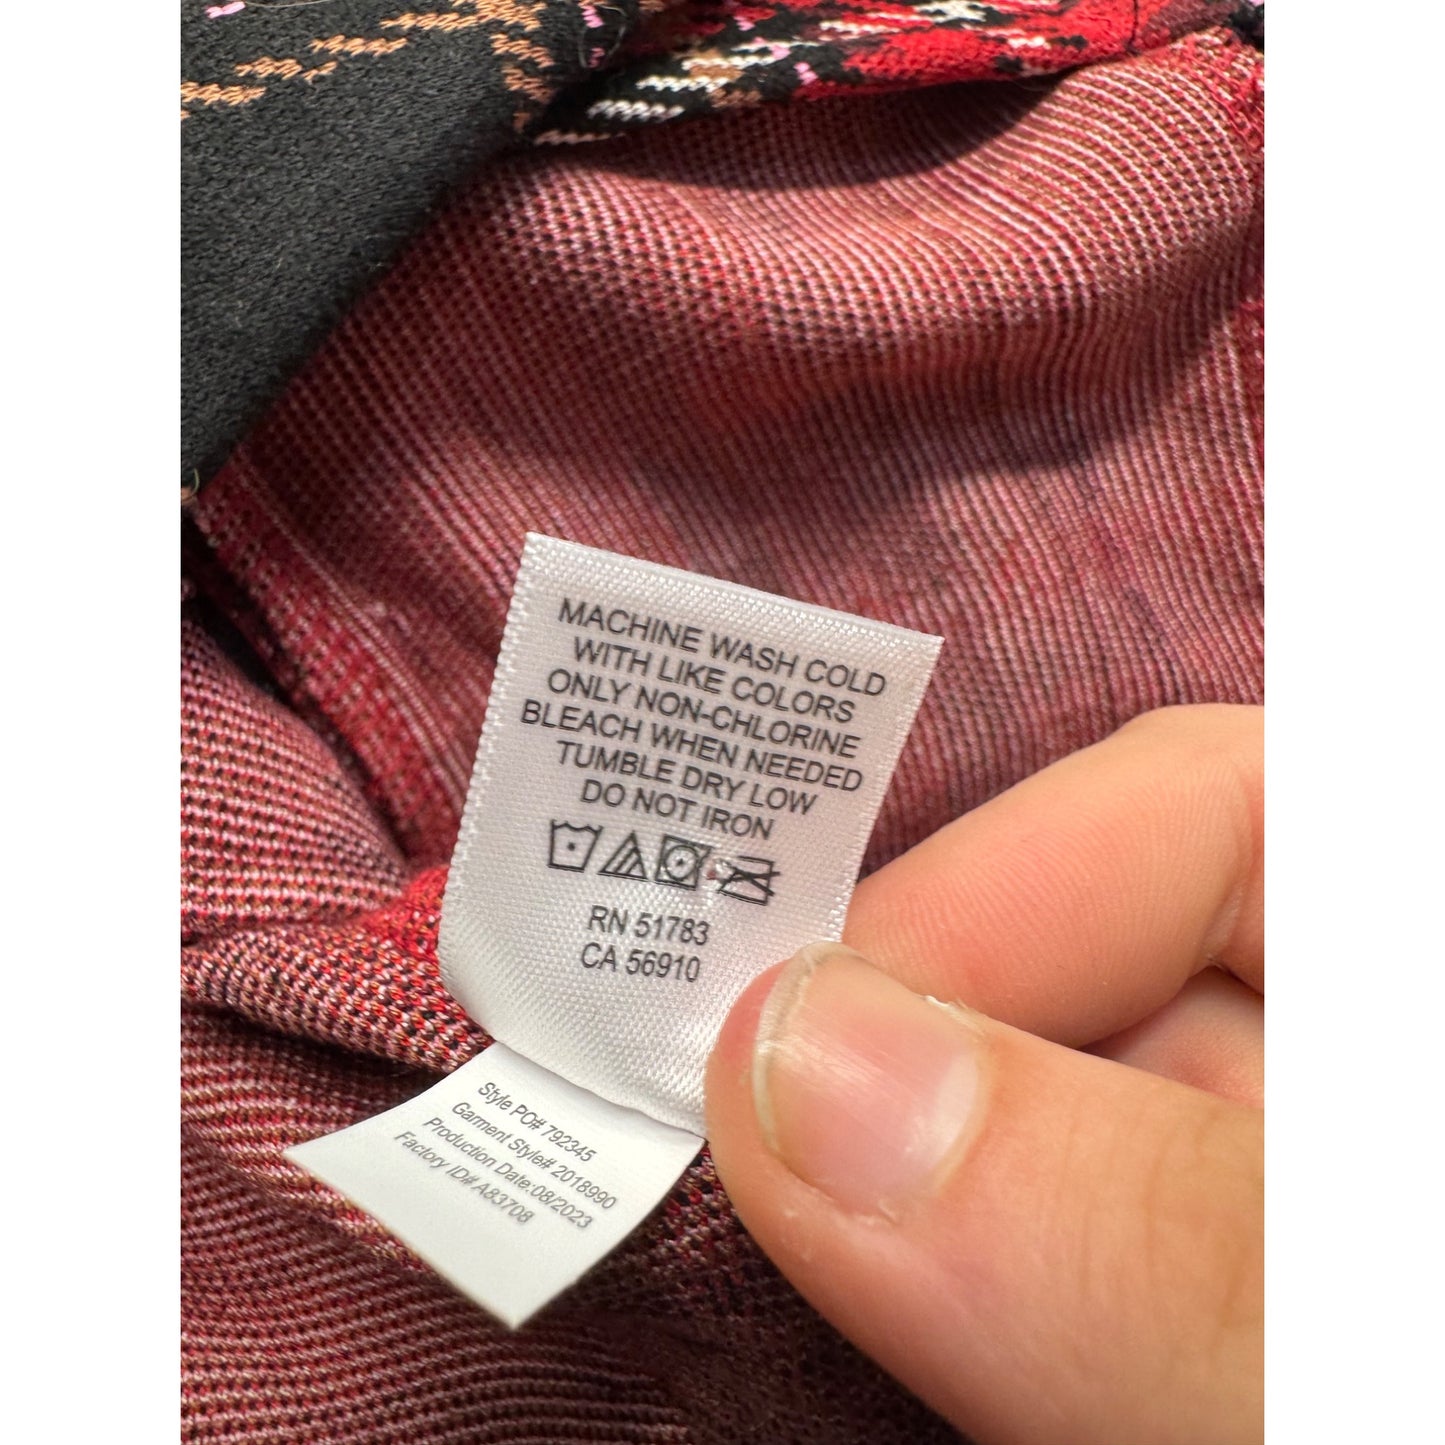 MACHINE WASH COLD
WITH LIKE COLORS
ONLY NON-CHLORINE
BLEACH WHEN NEEDED
TUMBLE DRY LOW
DO NOT IRON
RN 51783
CA 56910
Style PO# 792345
Garment Style# 2018990
Production Date:08/2023
Factory ID# A83708